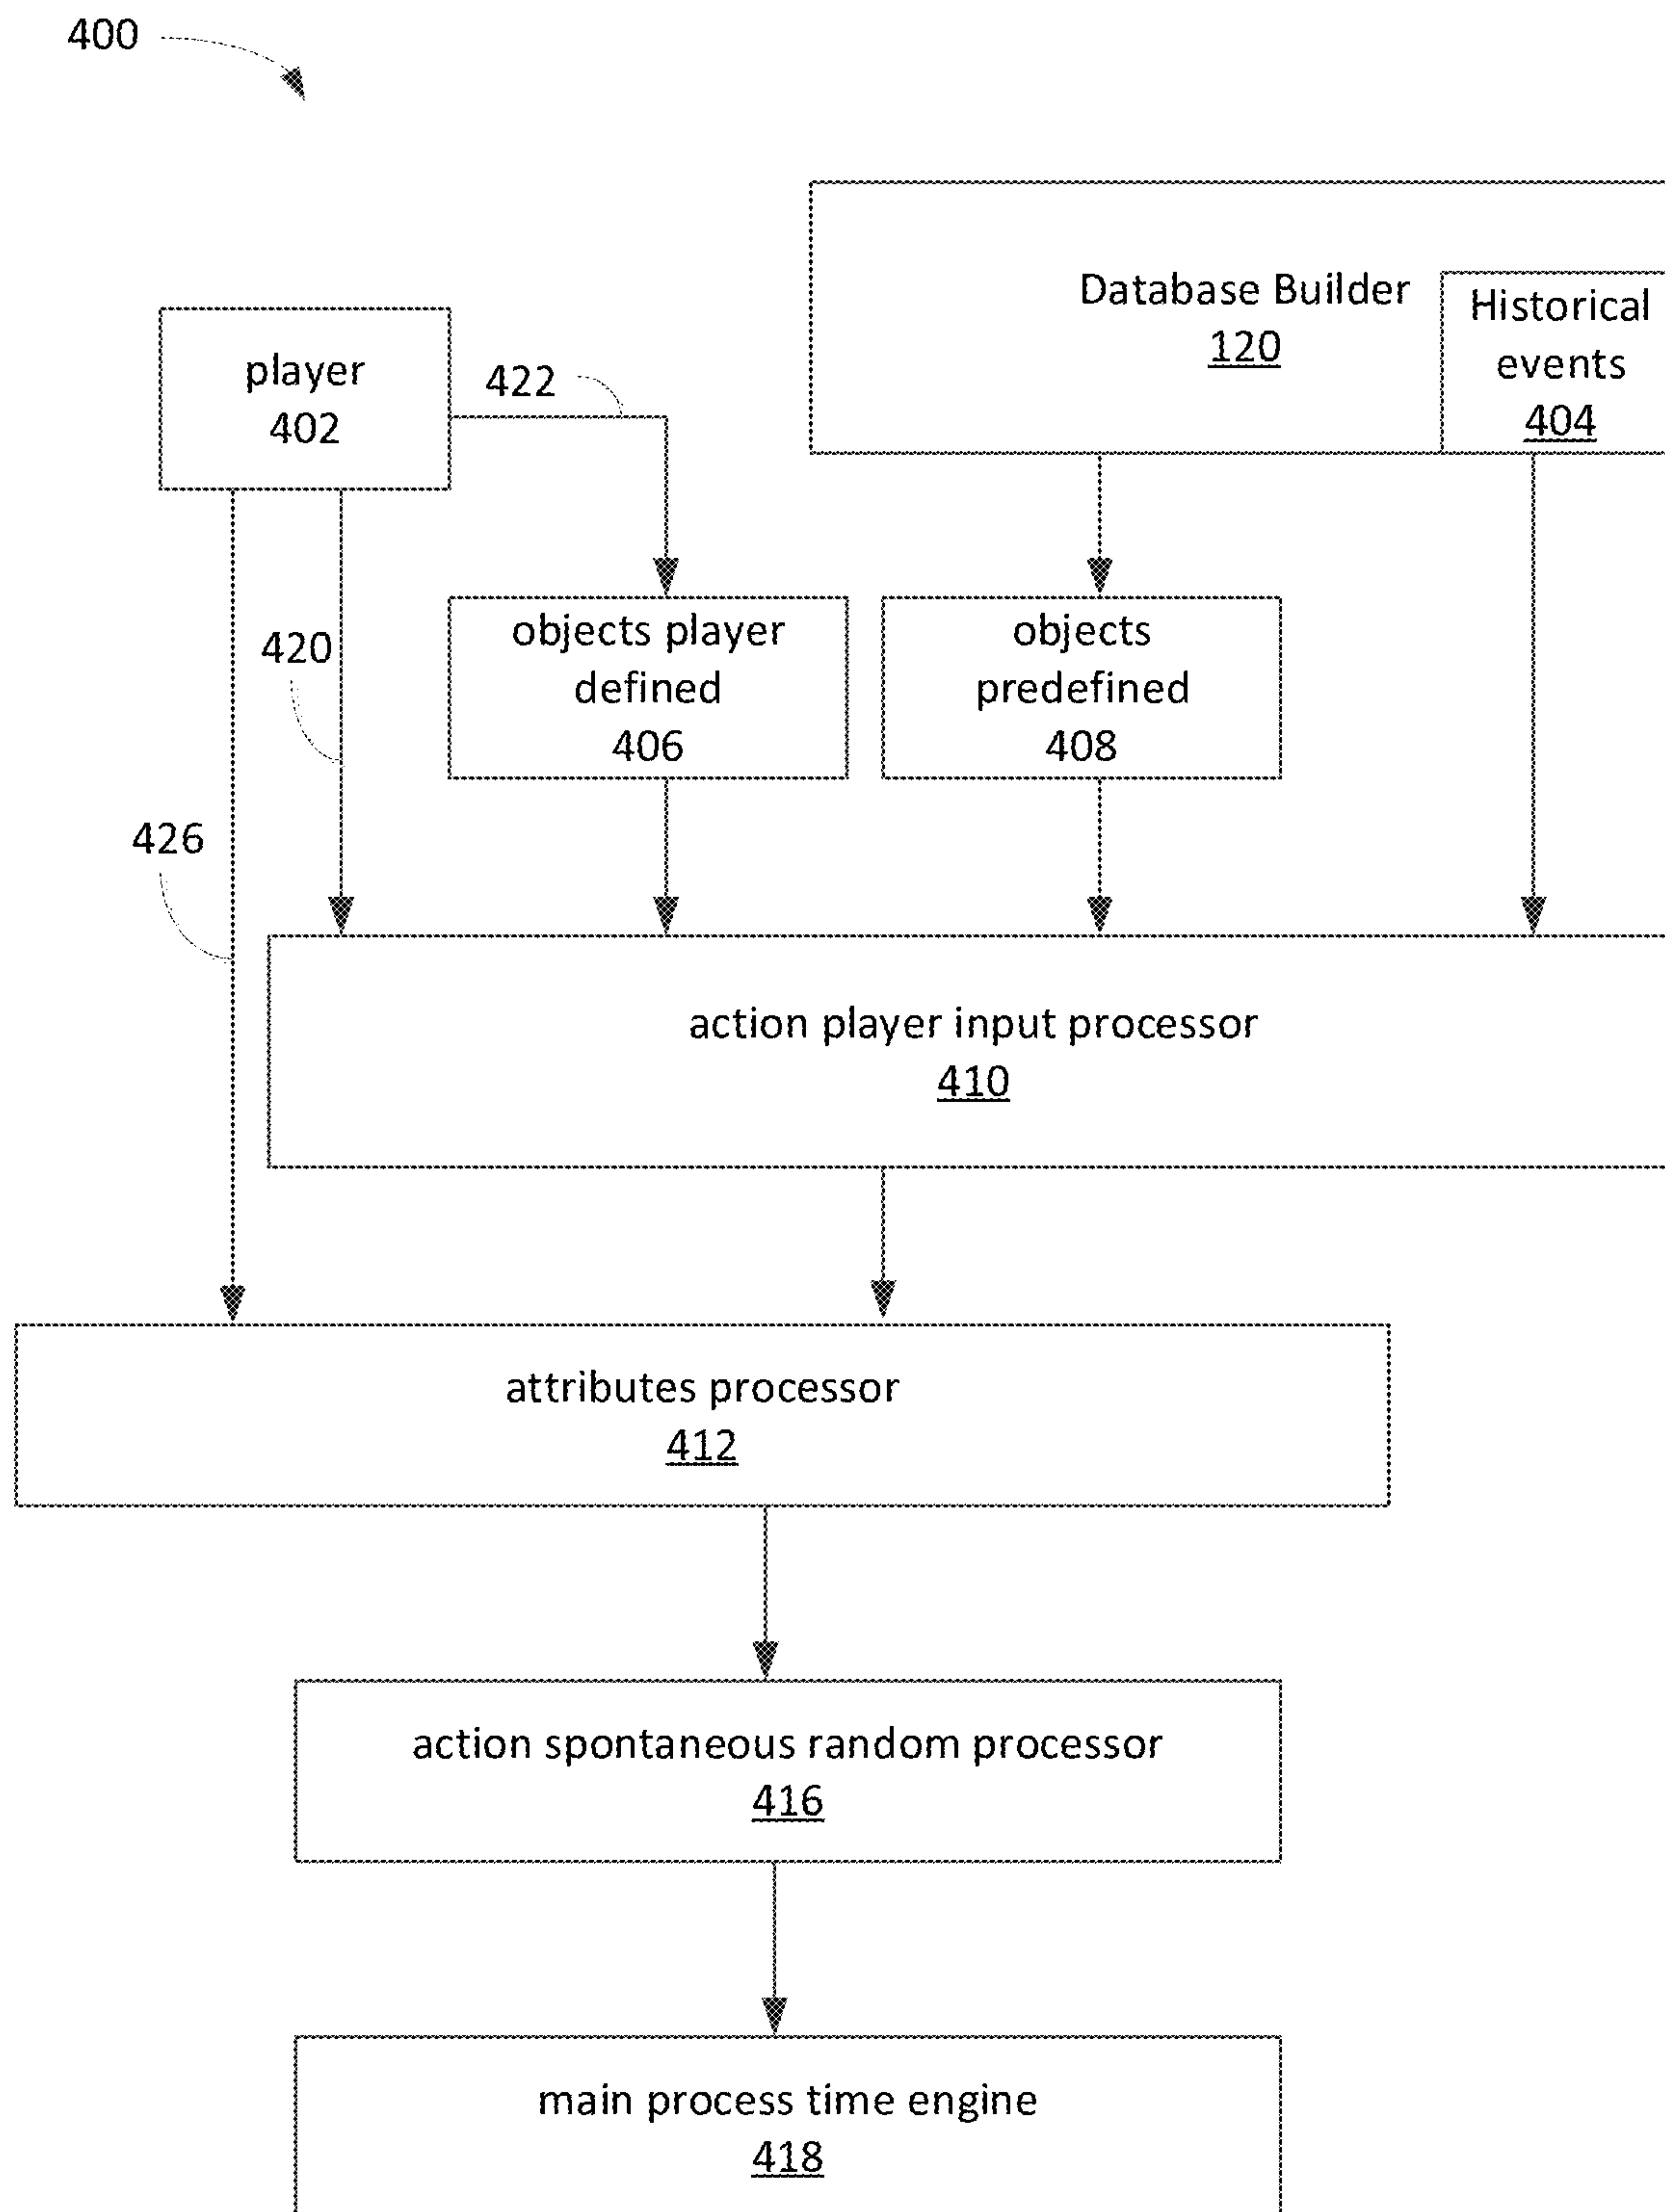 400
Database Builder
120
Historical
events
404
player
402
422
objects player
defined
406
objects
predefined
408
420
426
action player input processor
410
attributes processor
412
action spontaneous random processor
416
main process time engine
418